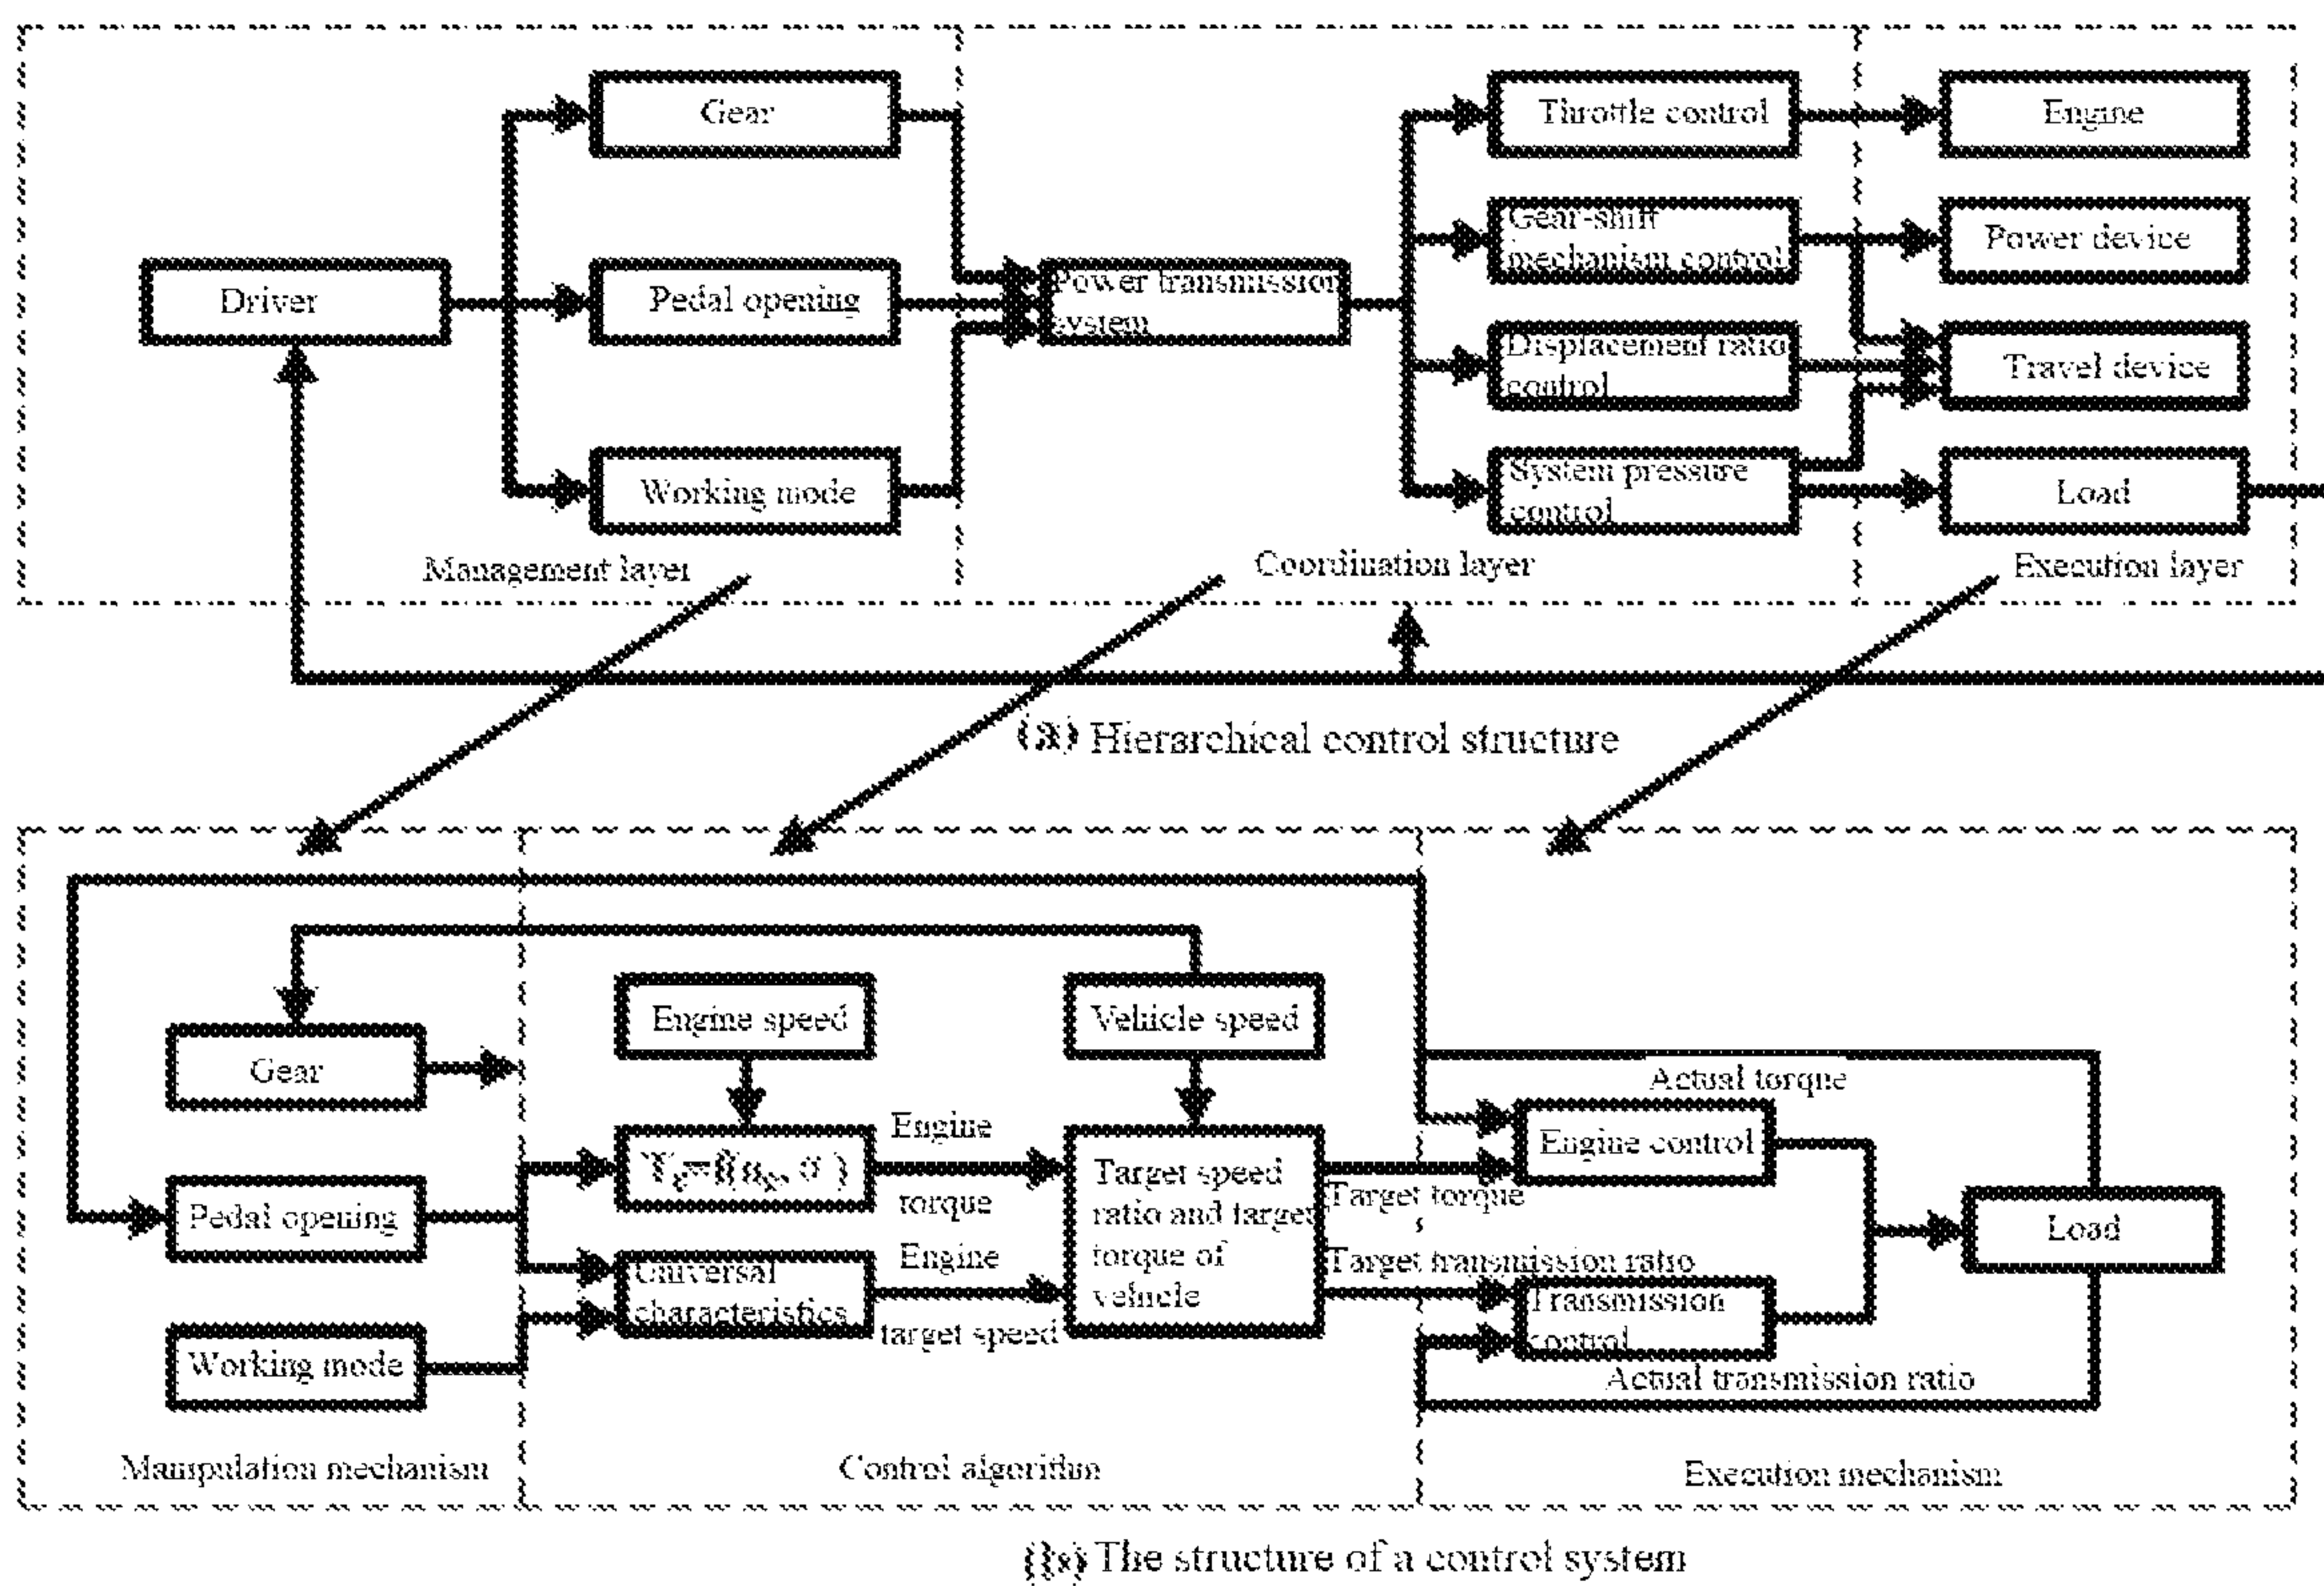 Gear
Throttle control
Engine
Gear-shift
mechanism control
Power device
Driver
Pedal opening
Power transmission
system
Displacement ratio
control
Travel device
Working mode
System pressure
control
Load
Management layer
Coordination layer
Execution layer
(a) Hierarchical control structure
Engine speed
Vehicle speed
Gear
Actual torque
Engine
torque
Engine control
Target speed
ratio and target
torque of
vehicle
Target torque
Pedal opening
Load
Universal
characteristics
Engine
target speed
Target transmission ratio
Transmission
control
Working mode
Actual transmission ratio
Manipulation mechanism
Control algorithm
Execution mechanism
(b) The structure of a control system